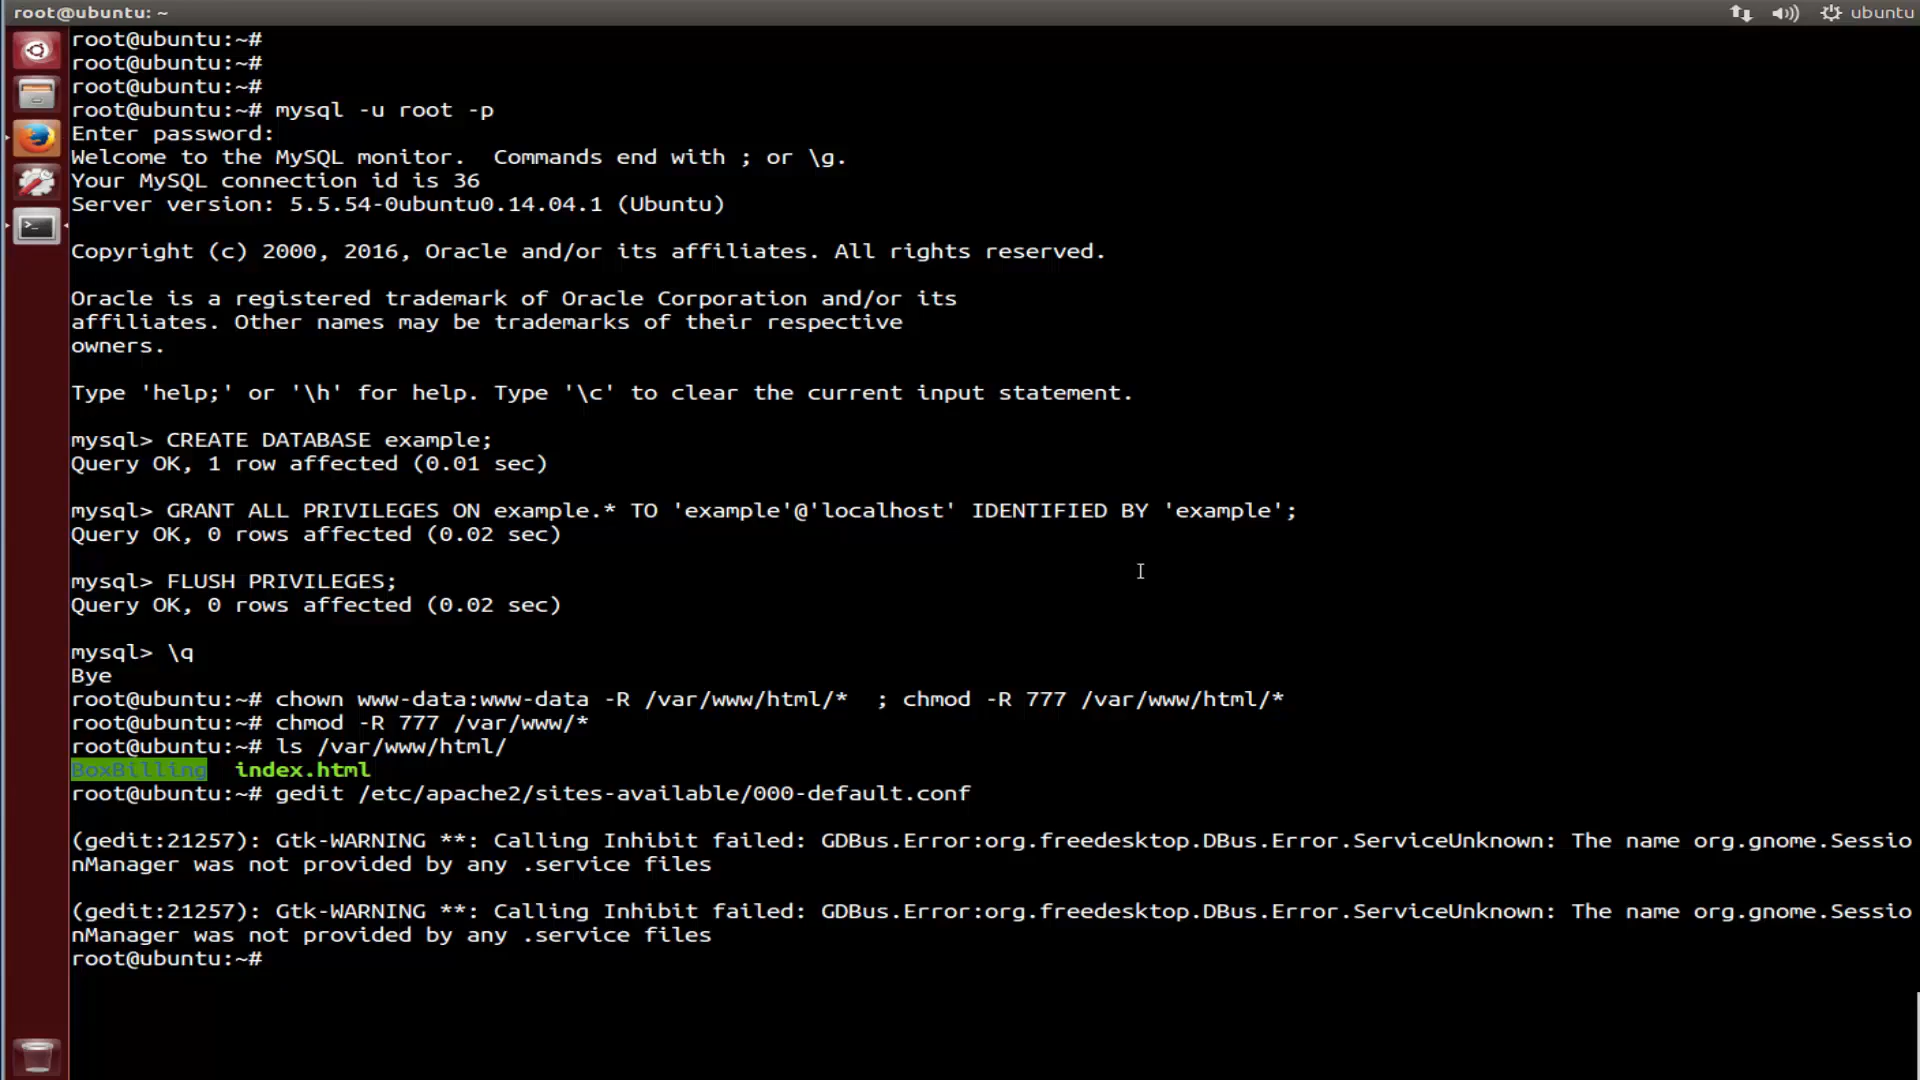 root@ubuntu: ~
ubuntu
root@ubuntu:~#
root@ubuntu:~#
root@ubuntu:~#
root@ubuntu:~# mysql -u root -p
Enter password:
Welcome to the MySQL monitor.  Commands end with ; or \g.
Your MySQL connection id is 36
Server version: 5.5.54-0ubuntu0.14.04.1 (Ubuntu)
Copyright (c) 2000, 2016, Oracle and/or its affiliates. All rights reserved.
Oracle is a registered trademark of Oracle Corporation and/or its
affiliates. Other names may be trademarks of their respective
owners.
Type 'help;' or '\h' for help. Type '\c' to clear the current input statement.
mysql> CREATE DATABASE example;
Query OK, 1 row affected (0.01 sec)
mysql> GRANT ALL PRIVILEGES ON example.* TO 'example'@'localhost' IDENTIFIED BY 'example';
Query OK, 0 rows affected (0.02 sec)
mysql> FLUSH PRIVILEGES;
Query OK, 0 rows affected (0.02 sec)
mysql> \q
Bye
root@ubuntu:~# chown www-data:www-data -R /var/www/html/*  ; chmod -R 777 /var/www/html/*
root@ubuntu:~# chmod -R 777 /var/www/*
root@ubuntu:~# ls /var/www/html/
BoxBilling  index.html
root@ubuntu:~# gedit /etc/apache2/sites-available/000-default.conf
(gedit:21257): Gtk-WARNING **: Calling Inhibit failed: GDBus.Error:org.freedesktop.DBus.Error.ServiceUnknown: The name org.gnome.Sessio
nManager was not provided by any .service files
(gedit:21257): Gtk-WARNING **: Calling Inhibit failed: GDBus.Error:org.freedesktop.DBus.Error.ServiceUnknown: The name org.gnome.Sessio
nManager was not provided by any .service files
root@ubuntu:~#